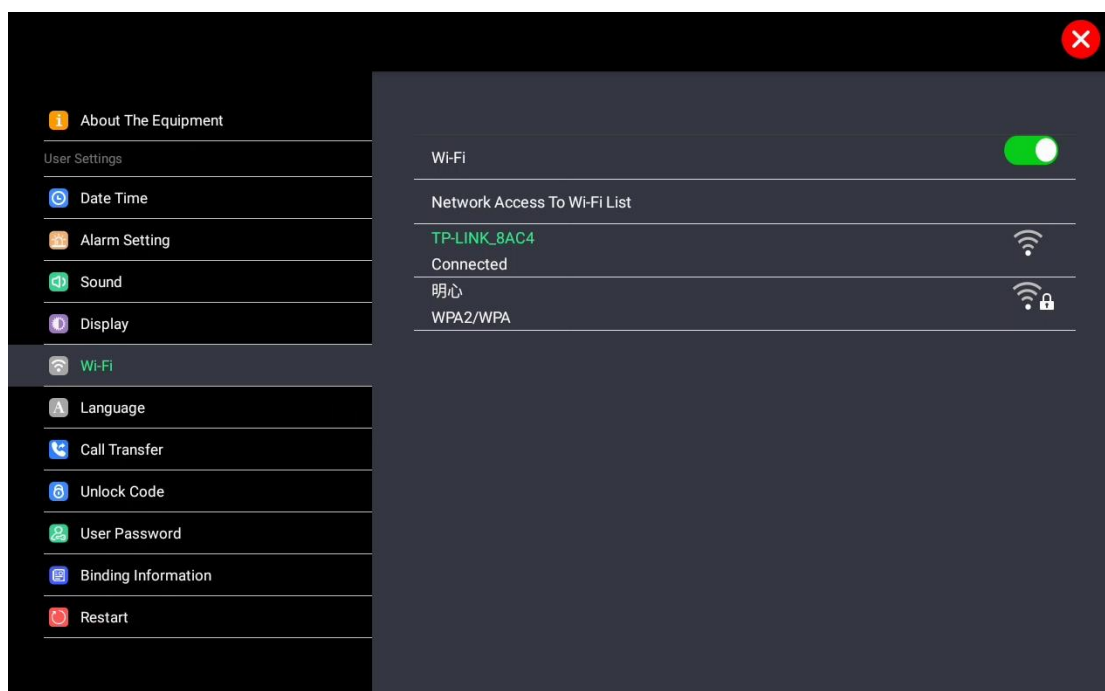 About The Equipment
User Settings
Date Time
Alarm Setting
Sound
Display
Wi-Fi
Language
Call Transfer
Unlock Code
User Password
Binding Information
Restart
Wi-Fi
Network Access To Wi-Fi List
TP-LINK_8AC4
Connected
明心
WPA2/WPA